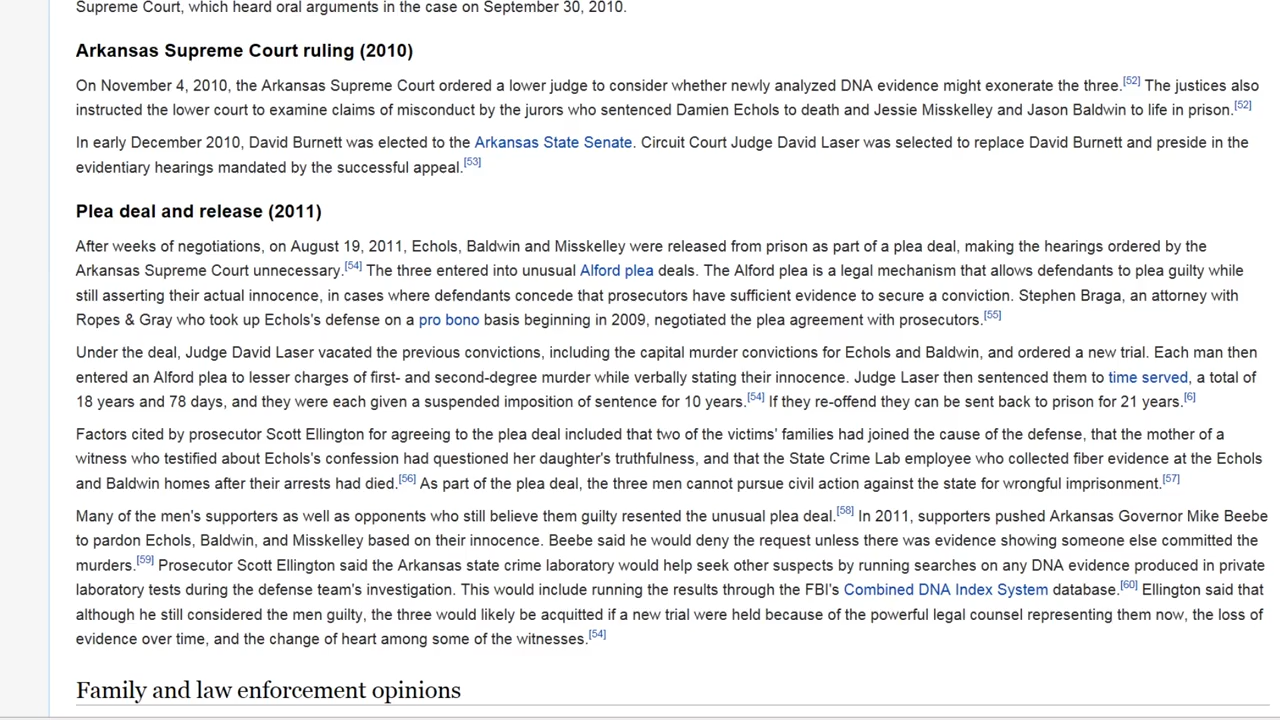 Supreme Court, which heard oral arguments in the case on September 30, 2010.
Arkansas Supreme Court ruling (2010)
On November 4, 2010, the Arkansas Supreme Court ordered a lower judge to consider whether newly analyzed DNA evidence might exonerate the three.[52] The justices also
instructed the lower court to examine claims of misconduct by the jurors who sentenced Damien Echols to death and Jessie Misskelley and Jason Baldwin to life in prison.[52]
In early December 2010, David Burnett was elected to the Arkansas State Senate. Circuit Court Judge David Laser was selected to replace David Burnett and preside in the
evidentiary hearings mandated by the successful appeal.[53]
Plea deal and release (2011)
After weeks of negotiations, on August 19, 2011, Echols, Baldwin and Misskelley were released from prison as part of a plea deal, making the hearings ordered by the
Arkansas Supreme Court unnecessary.[54] The three entered into unusual Alford plea deals. The Alford plea is a legal mechanism that allows defendants to plea guilty while
still asserting their actual innocence, in cases where defendants concede that prosecutors have sufficient evidence to secure a conviction. Stephen Braga, an attorney with
Ropes & Gray who took up Echols's defense on a pro bono basis beginning in 2009, negotiated the plea agreement with prosecutors.[55]
Under the deal, Judge David Laser vacated the previous convictions, including the capital murder convictions for Echols and Baldwin, and ordered a new trial. Each man then
entered an Alford plea to lesser charges of first- and second-degree murder while verbally stating their innocence. Judge Laser then sentenced them to time served, a total of
18 years and 78 days, and they were each given a suspended imposition of sentence for 10 years.[54] If they re-offend they can be sent back to prison for 21 years.[6]
Factors cited by prosecutor Scott Ellington for agreeing to the plea deal included that two of the victims' families had joined the cause of the defense, that the mother of a
witness who testified about Echols's confession had questioned her daughter's truthfulness, and that the State Crime Lab employee who collected fiber evidence at the Echols
and Baldwin homes after their arrests had died.[56] As part of the plea deal, the three men cannot pursue civil action against the state for wrongful imprisonment.[57]
Many of the men's supporters as well as opponents who still believe them guilty resented the unusual plea deal.[58] In 2011, supporters pushed Arkansas Governor Mike Beebe
to pardon Echols, Baldwin, and Misskelley based on their innocence. Beebe said he would deny the request unless there was evidence showing someone else committed the
murders.[59] Prosecutor Scott Ellington said the Arkansas state crime laboratory would help seek other suspects by running searches on any DNA evidence produced in private
laboratory tests during the defense team's investigation. This would include running the results through the FBI's Combined DNA Index System database.[60] Ellington said that
although he still considered the men guilty, the three would likely be acquitted if a new trial were held because of the powerful legal counsel representing them now, the loss of
evidence over time, and the change of heart among some of the witnesses.[54]
Family and law enforcement opinions